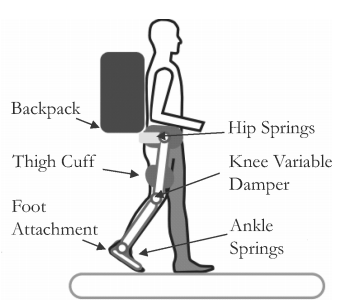 Backpack
Hip Springs
Thigh Cuff
Knee Variable
Damper
Foot
Attachment
Ankle
Springs